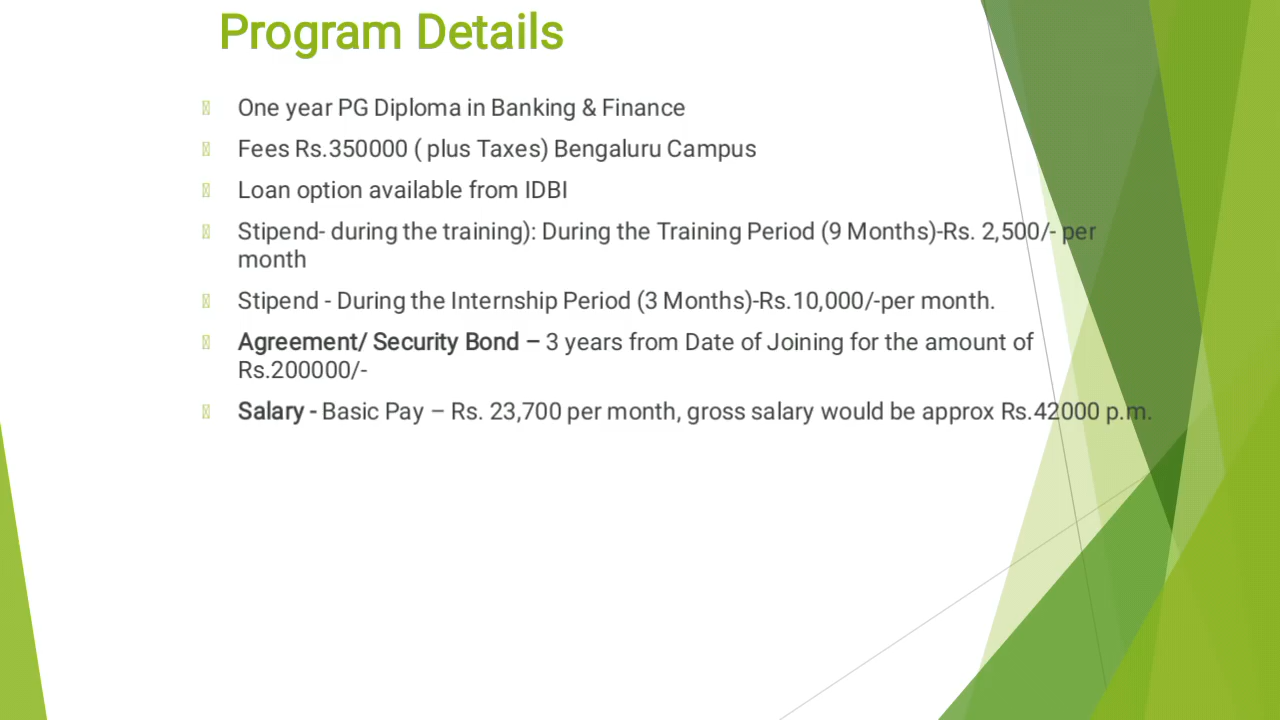 Program Details
One year PG Diploma in Banking & Finance
Fees Rs.350000 ( plus Taxes) Bengaluru Campus
Loan option available from IDBI
Stipend- during the training): During the Training Period (9 Months)-Rs. 2,500/- per
month
Stipend - During the Internship Period (3 Months)-Rs.10,000/-per month.
Agreement/ Security Bond – 3 years from Date of Joining for the amount of
Rs.200000/-
Salary - Basic Pay – Rs. 23,700 per month, gross salary would be approx Rs.42000 p.m.